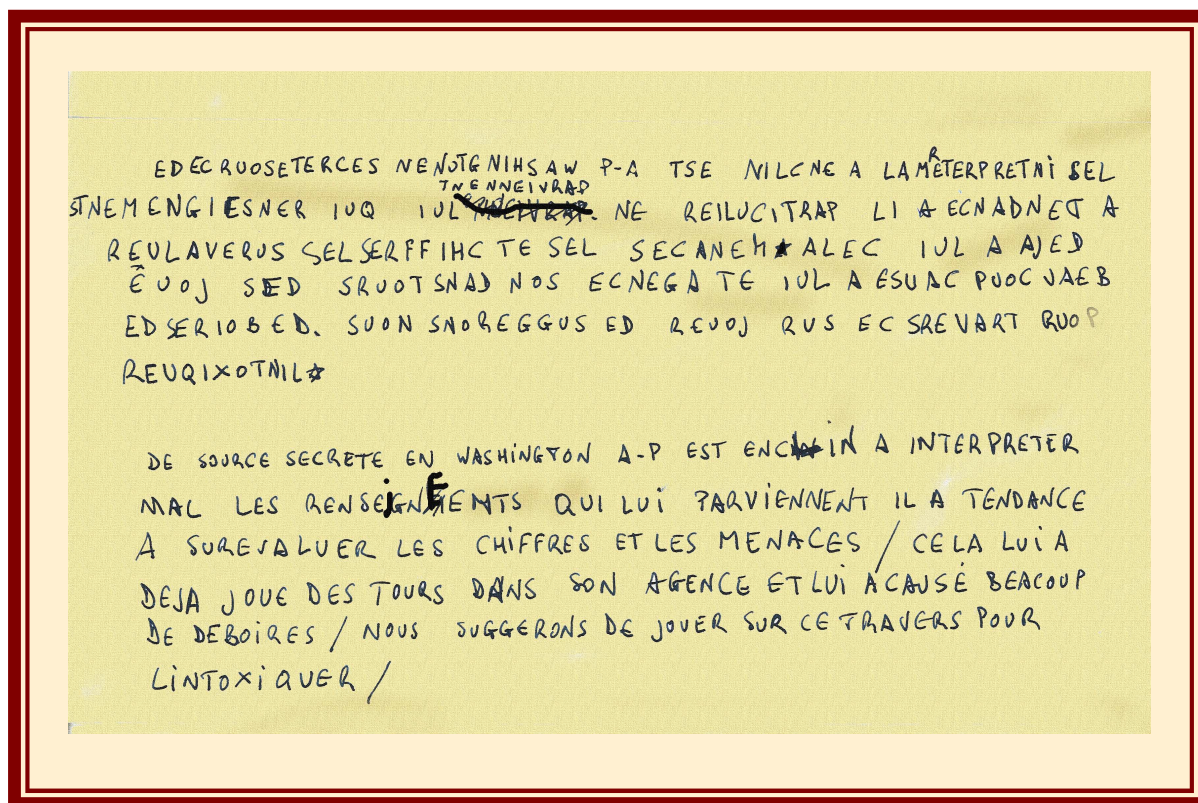 EDECRUOSETERCES NENOTGNIHSAW P-A TSE NILCNE A LAMRETERPRETNI SEL
TNENNEIVRAP
STNEMENGIESNER IUQ IUL NE REILUCITRAP LI A ECNADNET A
REULAVERUS SELSERFFIHC TE SEL SECANEM★ ALEC IUL A AJED
ÊUOJ SED SRUOTSNAD NOS ECNEGA TE IUL A ESUAC PUOCUAEB
EDSERIOBED. SUON SNOREGGUS ED REUOJ RUS EC SREVART RUOP
REUQIXOTNIL★
DE SOURCE SECRETE EN WASHINGTON A-P EST ENCLIN A INTERPRETER
MAL LES RENSEIGNEMENTS QUI LUI PARVIENNENT IL A TENDANCE
A SUREVALUER LES CHIFFRES ET LES MENACES / CELA LUI A
DEJA JOUE DES TOURS DANS SON AGENCE ET LUI A CAUSÉ BEACOUP
DE DEBOIRES / NOUS SUGGERONS DE JOUER SUR CE TRAVERS POUR
LINTOXIQUER /